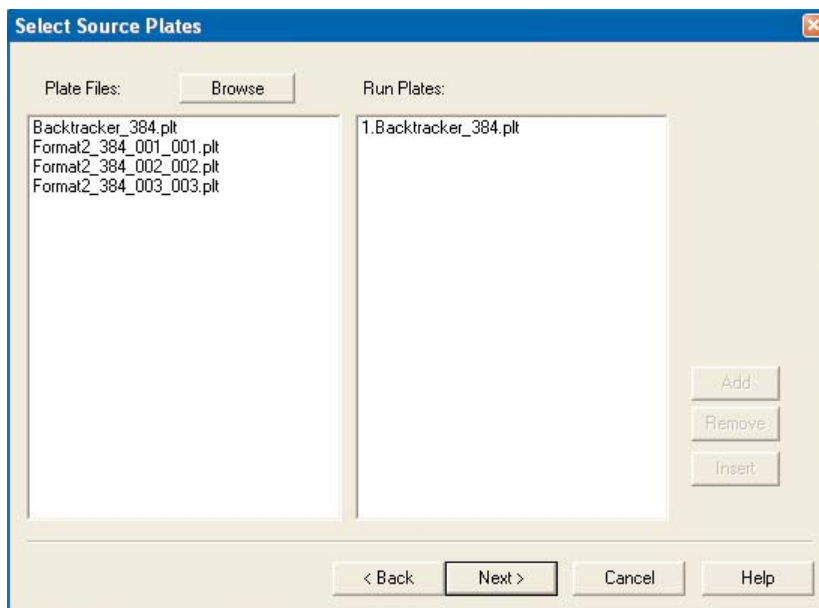 Select Source Plates
Plate Files:
Browse
Run Plates:
Backtracker_384.plt
Format2_384_001_001.plt
Format2_384_002_002.plt
Format2_384_003_003.plt
1.Backtracker_384.plt
Add
Remove
Insert
< Back
Next >
Cancel
Help